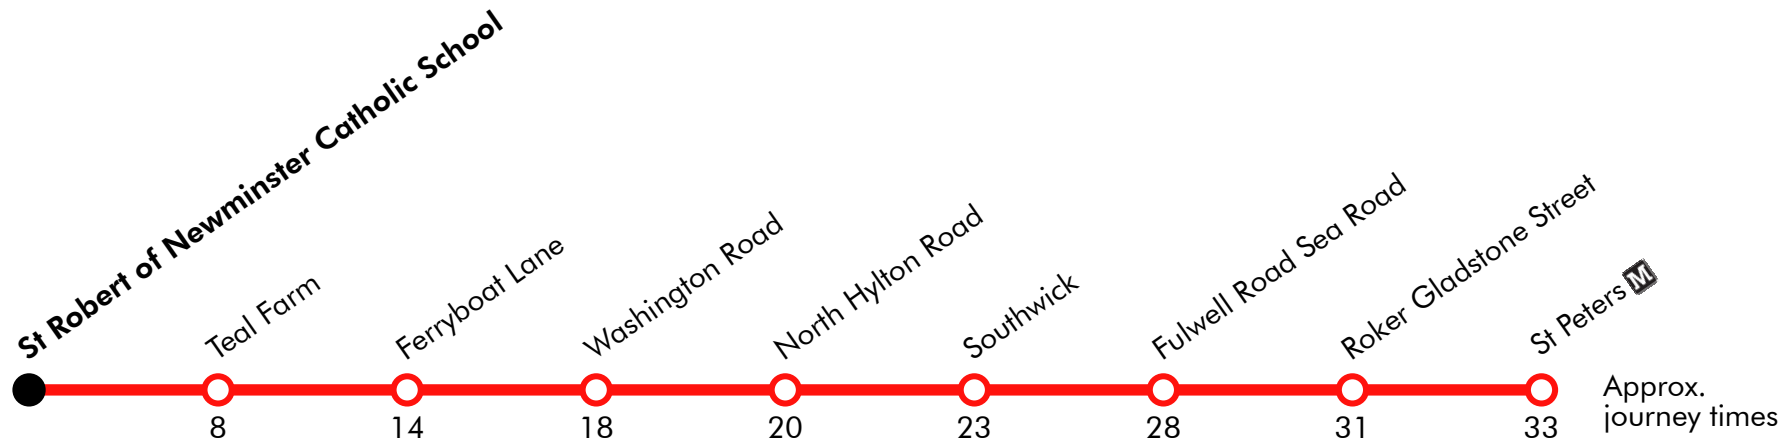 St Robert of Newminster Catholic School
Teal Farm
Ferryboat Lane
Washington Road
North Hylton Road
Southwick
Fulwell Road Sea Road
Roker Gladstone Street
St Peters M
8
14
18
20
23
28
31
33
Approx.
journey times